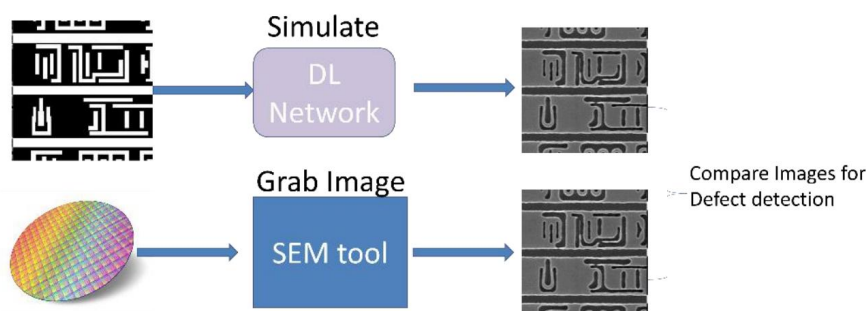 Simulate
DL
Network
Grab Image
SEM tool
Compare Images for
Defect detection